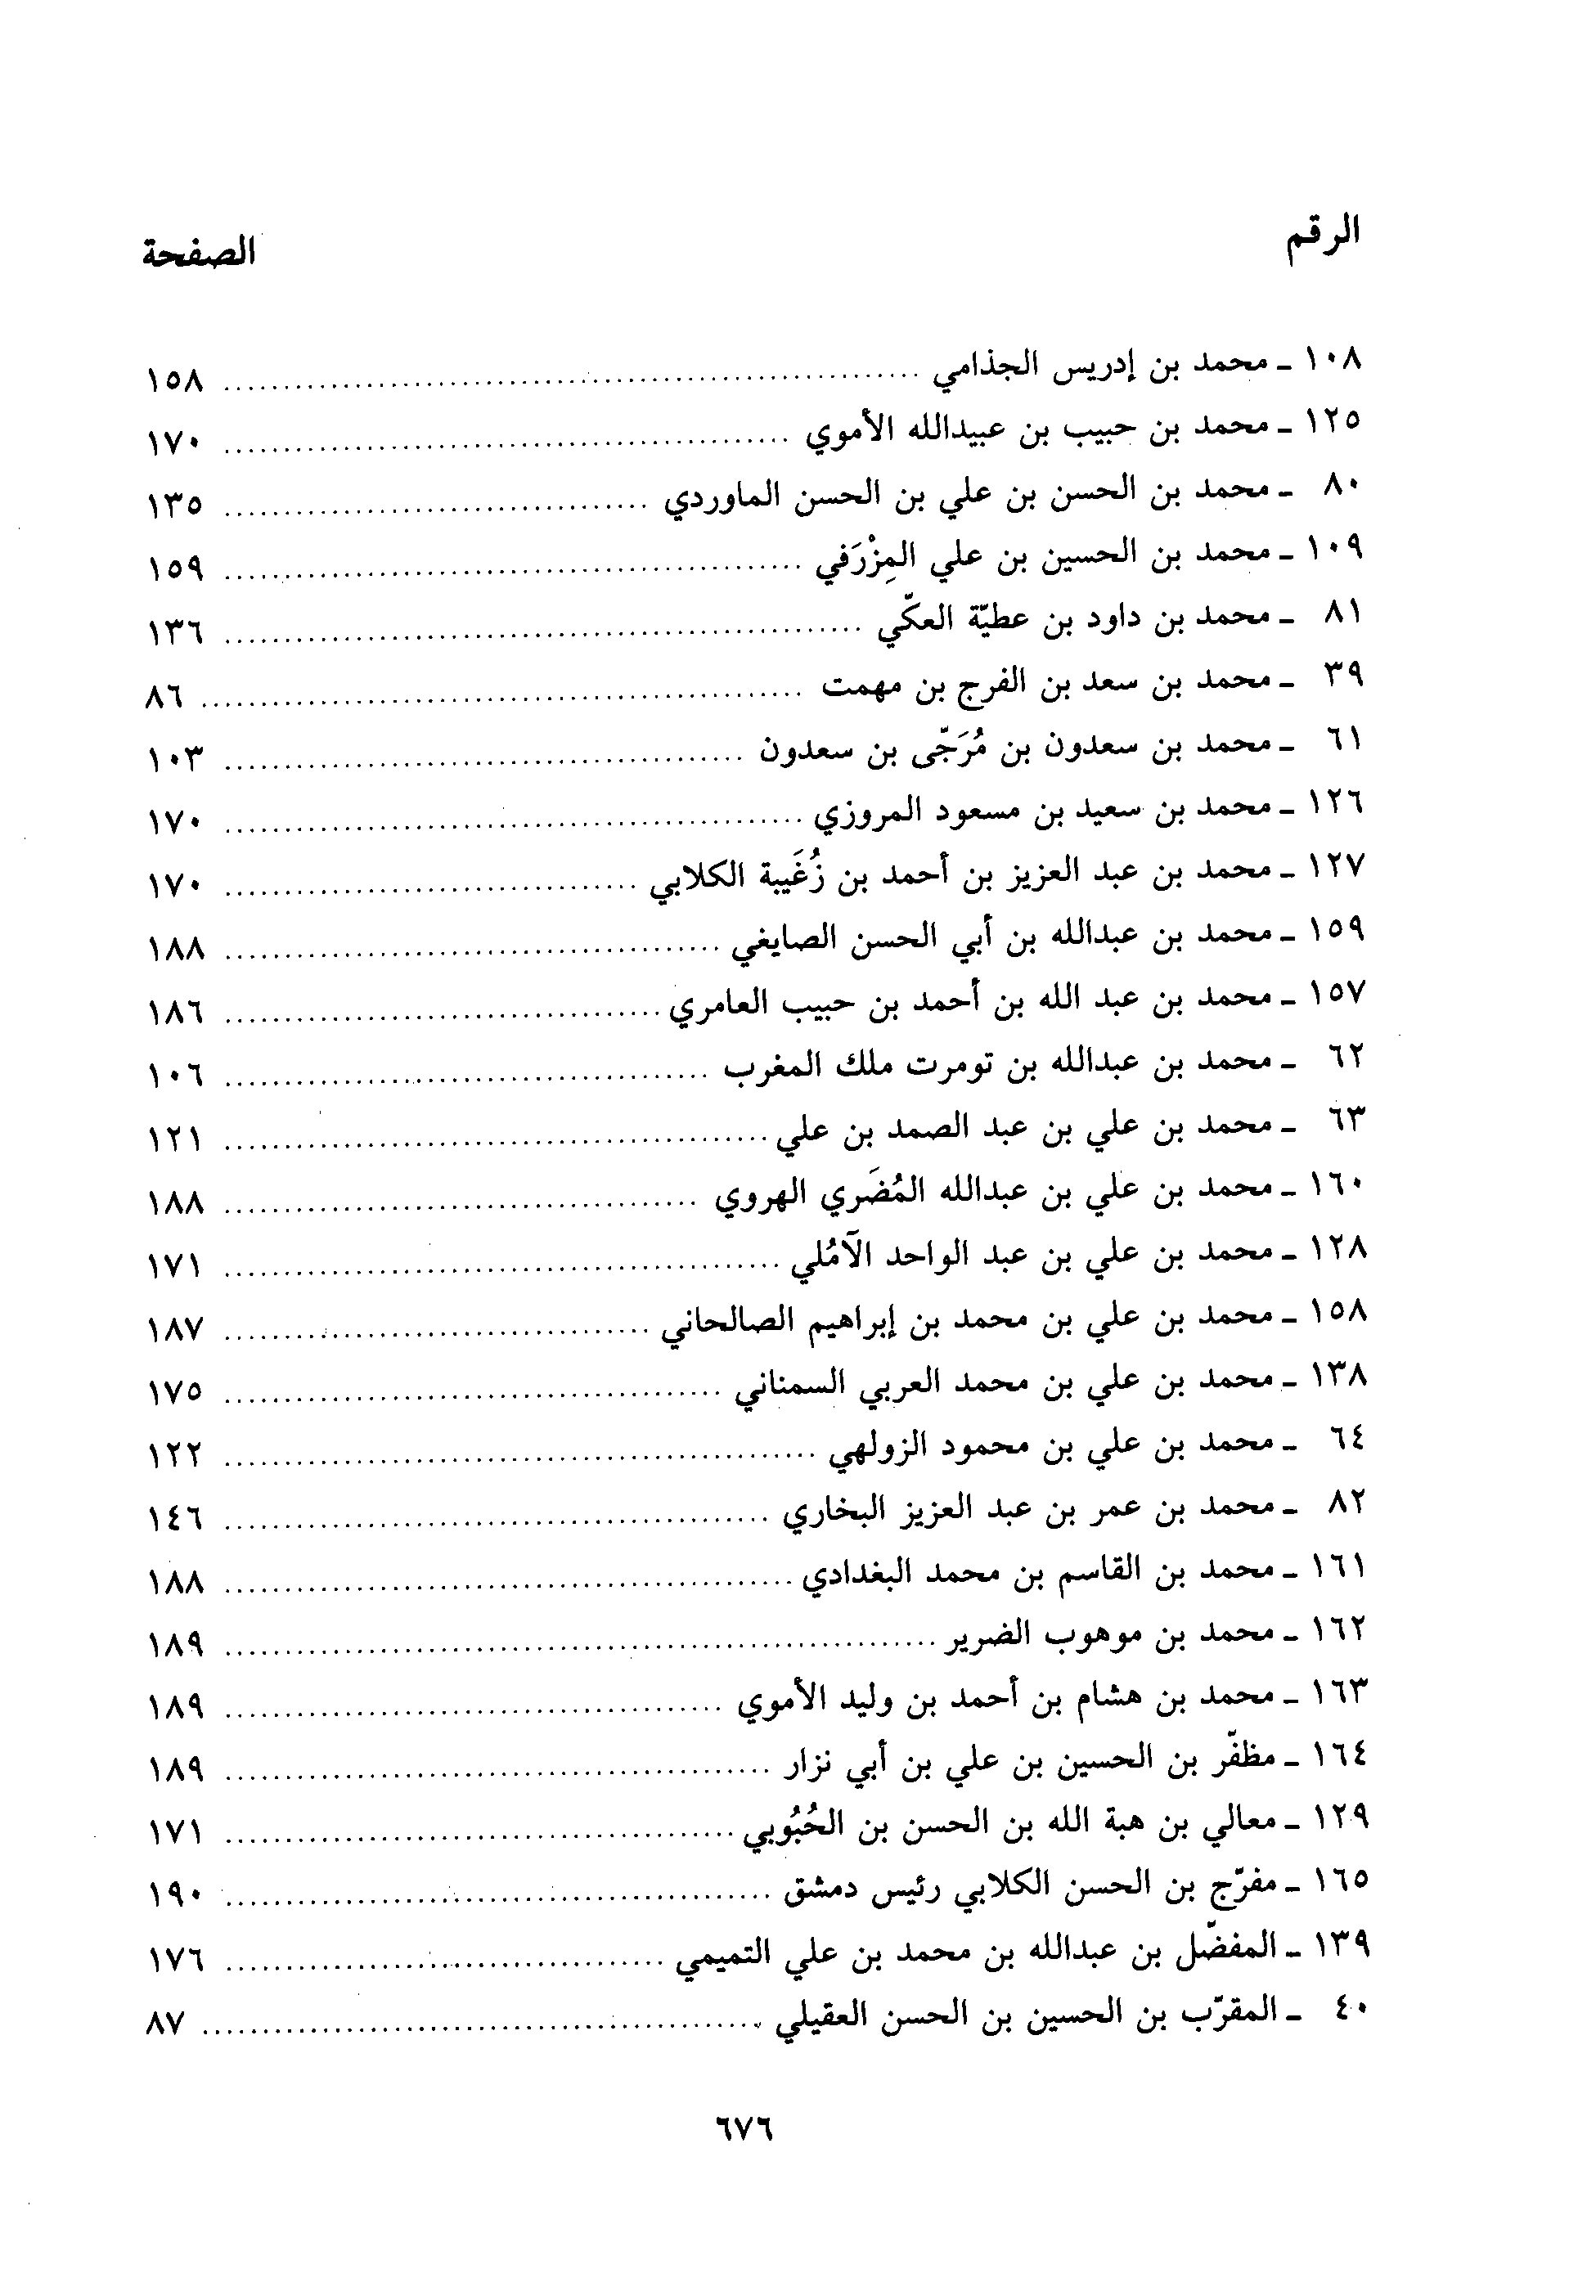 الرقم الصفحة
١٠٨ ـ محمد بن إدريس الجذامي ........ ١٥٨
١٢٥ ـ محمد بن حبيب بن عبيدالله الأموي ........ ١٧٠
٨٠ ـ محمد بن الحسن بن علي بن الحسن الماوردي ........ ١٣٥
١٠٩ ـ محمد بن الحسين بن علي المِزْرَفي ........ ١٥٩
٨١ ـ محمد بن داود بن عطيّة العكّي ........ ١٣٦
٣٩ ـ محمد بن سعد بن الفرج بن مهمت ........ ٨٦
٦١ ـ محمد بن سعدون بن مُرَجّى بن سعدون ........ ١٠٣
١٢٦ ـ محمد بن سعيد بن مسعود المروزي ........ ١٧٠
١٢٧ ـ محمد بن عبد العزيز بن أحمد بن زُغَيبة الكلابي ........ ١٧٠
١٥٩ ـ محمد بن عبدالله بن أبي الحسن الصايغي ........ ١٨٨
١٥٧ ـ محمد بن عبد الله بن أحمد بن حبيب العامري ........ ١٨٦
٦٢ ـ محمد بن عبدالله بن تومرت ملك المغرب ........ ١٠٦
٦٣ ـ محمد بن علي بن عبد الصمد بن علي ........ ١٢١
١٦٠ ـ محمد بن علي بن عبدالله المُضَري الهروي ........ ١٨٨
١٢٨ ـ محمد بن علي بن عبد الواحد الآمُلي ........ ١٧١
١٥٨ ـ محمد بن علي بن محمد بن إبراهيم الصالحاني ........ ١٨٧
١٣٨ ـ محمد بن علي بن محمد العربي السمناني ........ ١٧٥
٦٤ ـ محمد بن علي بن محمود الزولهي ........ ١٢٢
٨٢ ـ محمد بن عمر بن عبد العزيز البخاري ........ ١٤٦
١٦١ ـ محمد بن القاسم بن محمد البغدادي ........ ١٨٨
١٦٢ ـ محمد بن موهوب الضرير ........ ١٨٩
١٦٣ ـ محمد بن هشام بن أحمد بن وليد الأموي ........ ١٨٩
١٦٤ ـ مظفّر بن الحسين بن علي بن أبي نزار ........ ١٨٩
١٢٩ ـ معالي بن هبة الله بن الحسن بن الحُبُوبي ........ ١٧١
١٦٥ ـ مفرّج بن الحسن الكلابي رئيس دمشق ........ ١٩٠
١٣٩ ـ المفضّل بن عبدالله بن محمد بن علي التميمي ........ ١٧٦
٤٠ ـ المقرّب بن الحسين بن الحسن العقيلي ........ ٨٧
٦٧٦